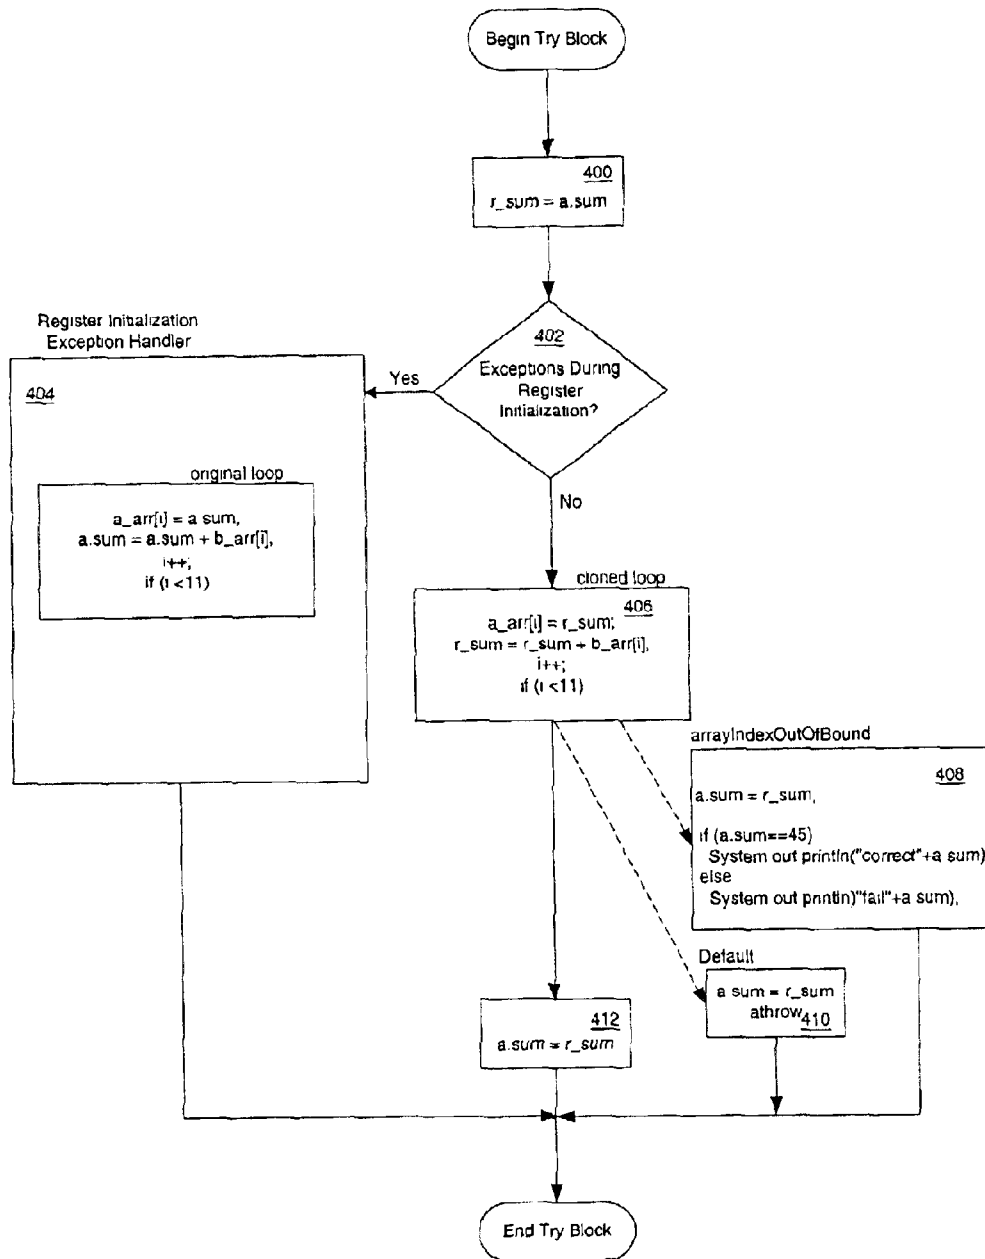 Begin Try Block
400
r_sum = a.sum
402
Exceptions During
Register
Initialization?
Yes
No
Register Initialization
Exception Handler
404
original loop
a_arr[i] = a sum,
a.sum = a.sum + b_arr[i],
i++;
if (i <11)
cloned loop
406
a_arr[i] = r_sum;
r_sum = r_sum + b_arr[i],
i++;
if (i <11)
arrayIndexOutOfBound
408
a.sum = r_sum,
if (a.sum==45)
System out println("correct"+a sum)
else
System out println)"fail"+a sum),
Default
a sum = r_sum
athrow
410
412
a.sum = r_sum
End Try Block